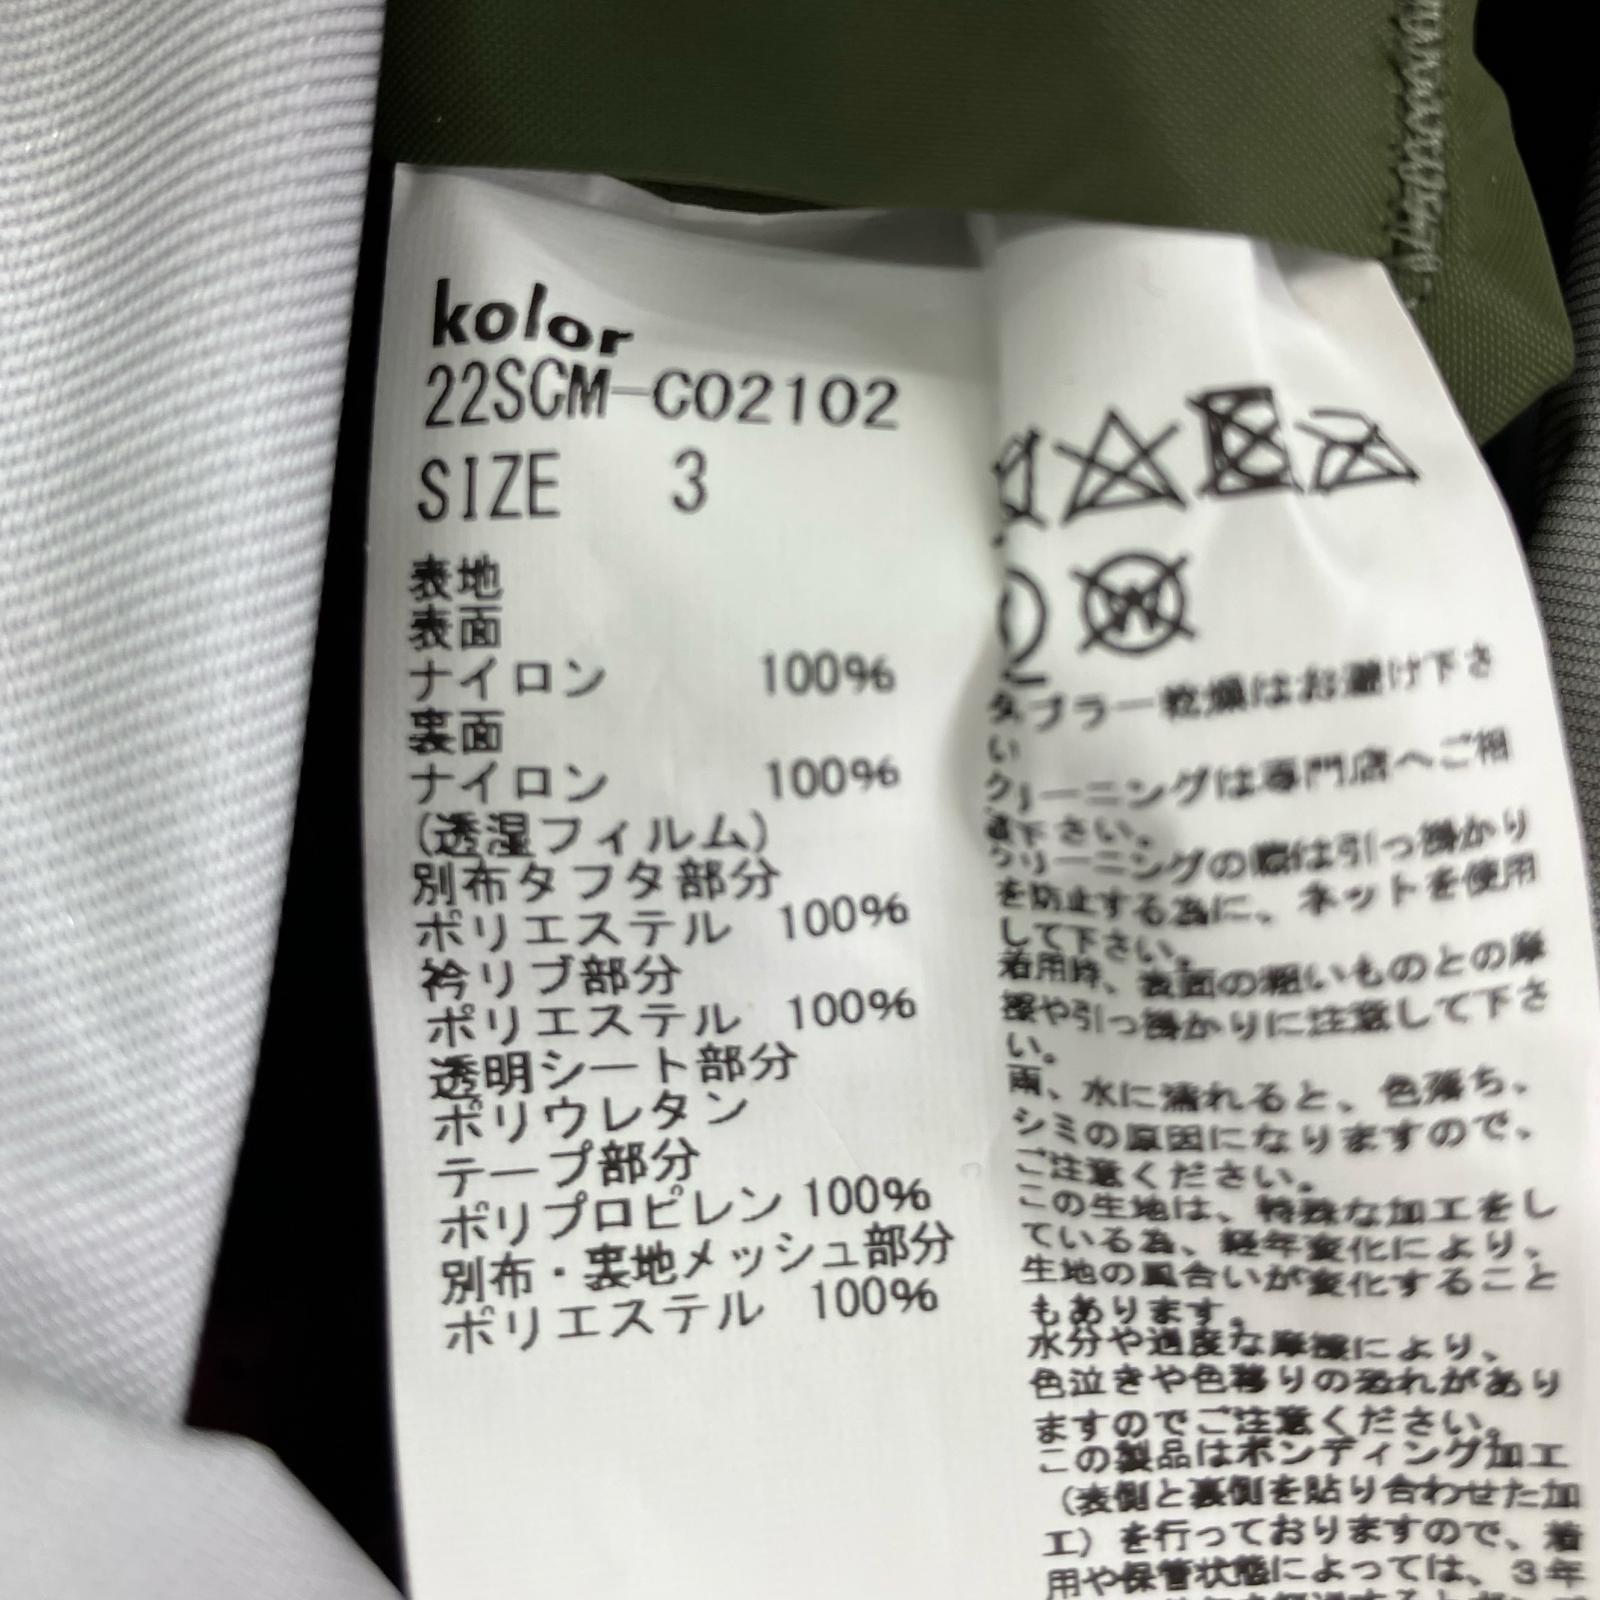 kolor
22SCM-C02102
SIZE 3
表地
表面
ナイロン 100%
裏面
ナイロン 100%
(透湿フィルム)
別布タフタ部分
ポリエステル 100%
衿リブ部分
ポリエステル 100%
透明シート部分
ポリウレタン
テープ部分
ポリプロピレン 100%
別布・裏地メッシュ部分
ポリエステル 100%
W
タンブラー乾燥はお避け下さ
い
クリーニングは専門店へご相
談下さい。
クリーニングの際は引っ掛かり
を防止する為に、ネットを使用
して下さい。
着用時、表面の粗いものとの摩
擦や引っ掛かりに注意して下さ
い。
雨、水に濡れると、色落ち、
シミの原因になりますので、
ご注意ください。
この生地は、特殊な加工をし
ている為、経年変化により、
生地の風合いが変化すること
もあります。
水分や過度な摩擦により、
色泣きや色移りの恐れがあり
ますのでご注意ください。
この製品はボンディング加工
(表側と裏側を貼り合わせた加
工)を行っておりますので、着
用や保管状態によっては、3年